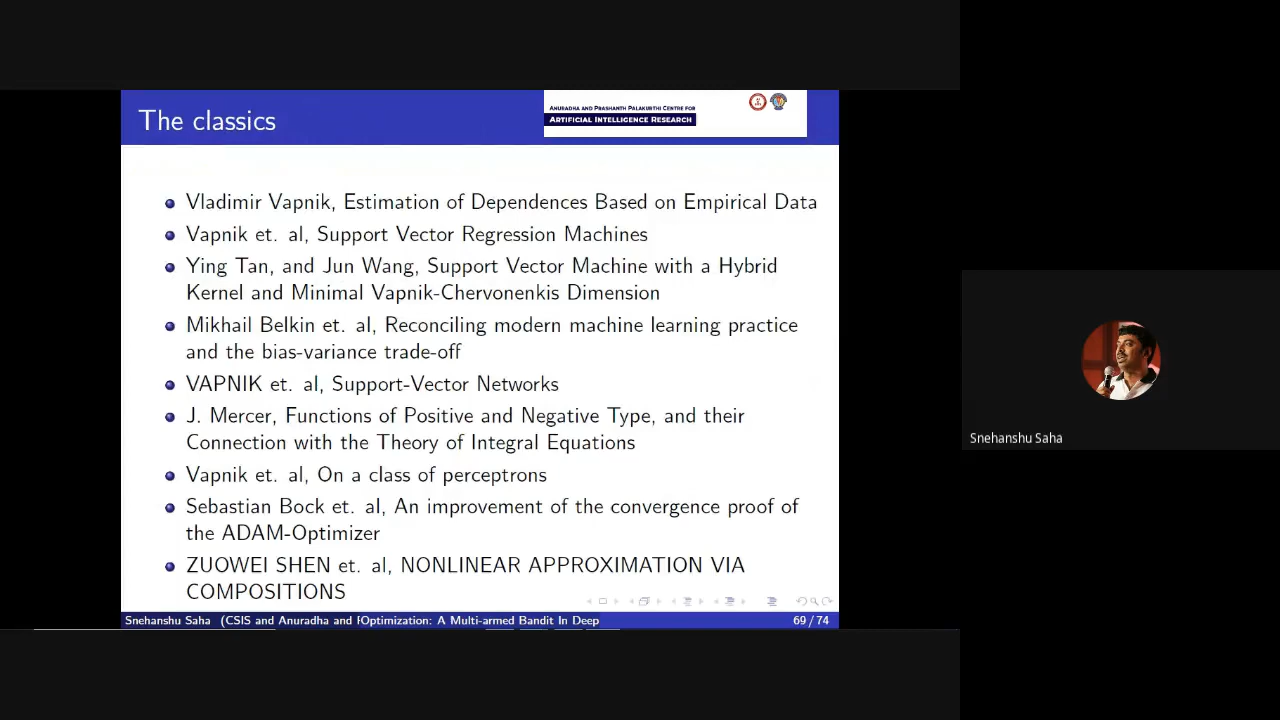 The classics
ANURADHA AND PRASHANTH PALAKURTHI CENTRE FOR
ARTIFICIAL INTELLIGENCE RESEARCH
Vladimir Vapnik, Estimation of Dependences Based on Empirical Data
Vapnik et. al, Support Vector Regression Machines
Ying Tan, and Jun Wang, Support Vector Machine with a Hybrid
Kernel and Minimal Vapnik-Chervonenkis Dimension
Mikhail Belkin et. al, Reconciling modern machine learning practice
and the bias-variance trade-off
VAPNIK et. al, Support-Vector Networks
J. Mercer, Functions of Positive and Negative Type, and their
Connection with the Theory of Integral Equations
Vapnik et. al, On a class of perceptrons
Sebastian Bock et. al, An improvement of the convergence proof of
the ADAM-Optimizer
ZUOWEI SHEN et. al, NONLINEAR APPROXIMATION VIA
COMPOSITIONS
Snehanshu Saha (CSIS and Anuradha and Optimization: A Multi-armed Bandit In Deep 69 / 74
Snehanshu Saha